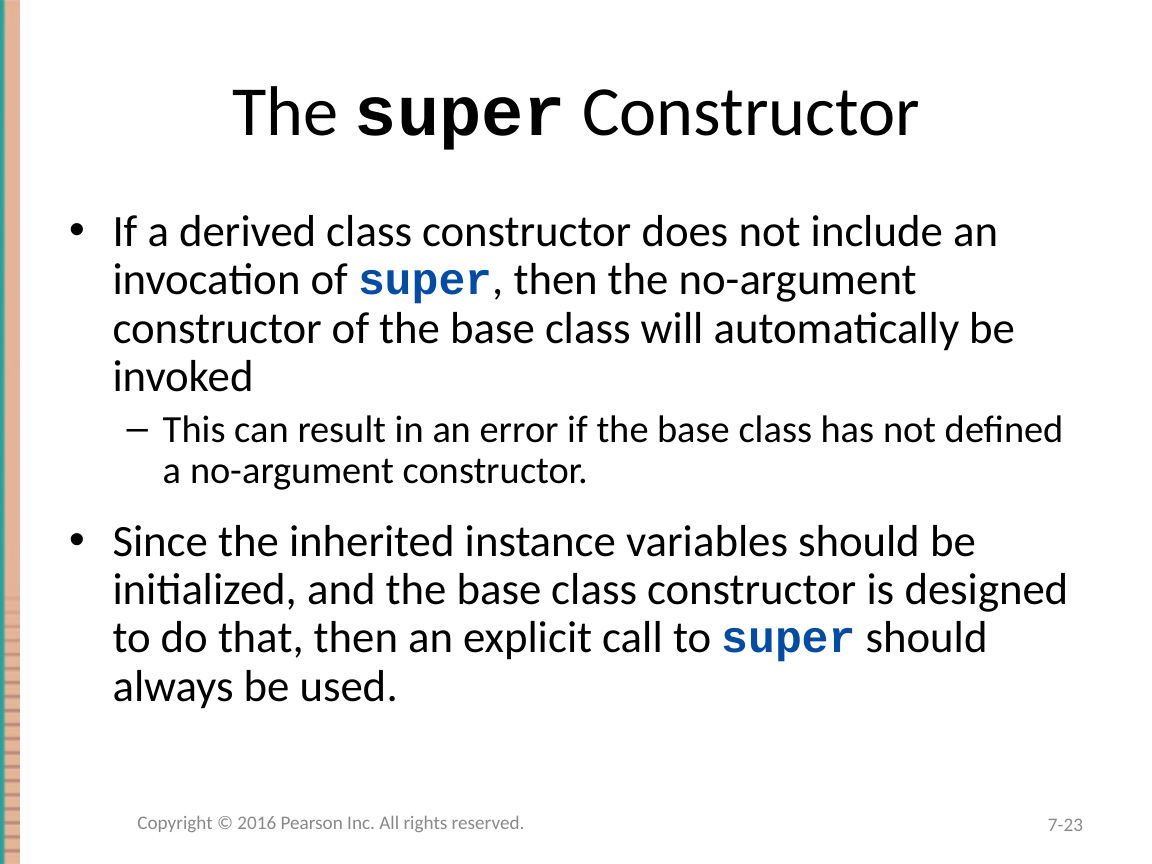 The super Constructor
• If a derived class constructor does not include an
invocation of super, then the no-argument
constructor of the base class will automatically be
invoked
– This can result in an error if the base class has not defined
a no-argument constructor.
• Since the inherited instance variables should be
initialized, and the base class constructor is designed
to do that, then an explicit call to super should
always be used.
Copyright © 2016 Pearson Inc. All rights reserved.
7-23